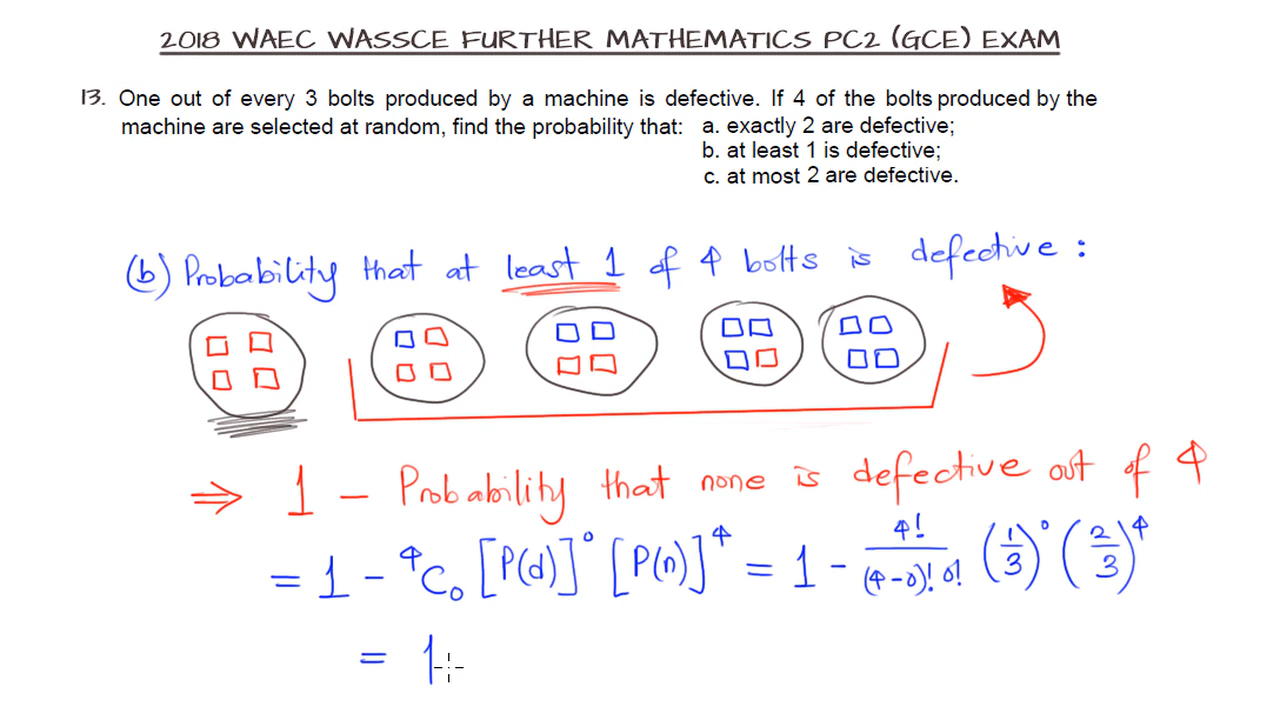 2018 WAEC WASSCE FURTHER MATHEMATICS PC2 (GCE) EXAM
13. One out of every 3 bolts produced by a machine is defective. If 4 of the bolts produced by the
machine are selected at random, find the probability that: a. exactly 2 are defective;
b. at least 1 is defective;
c. at most 2 are defective.
(b) Probability that at least 1 of 4 bolts is defective :
⇒ 1 – Probability that none is defective out of 4
= 1 - ⁴C₀ [P(d)]⁰ [P(n)]⁴ = 1 - 4!/((4-0)! 0!) (1/3)⁰ (2/3)⁴
= 1